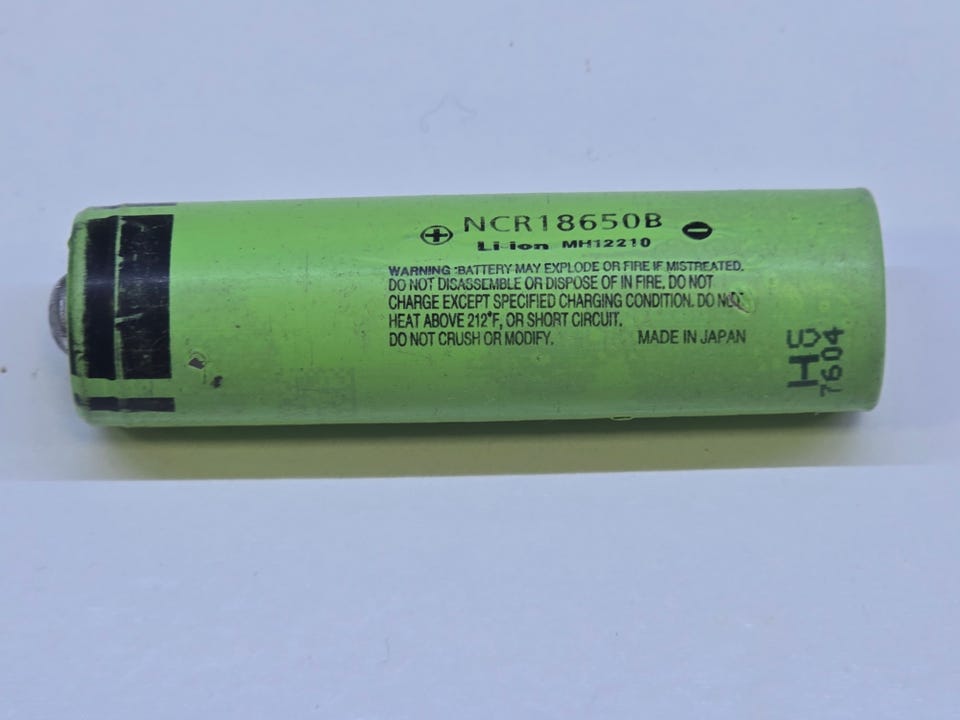 ⊕ NCR18650B ⊖
Li-ion MH12210
WARNING :BATTERY MAY EXPLODE OR FIRE IF MISTREATED.
DO NOT DISASSEMBLE OR DISPOSE OF IN FIRE. DO NOT
CHARGE EXCEPT SPECIFIED CHARGING CONDITION. DO NOT
HEAT ABOVE 212°F, OR SHORT CIRCUIT.
DO NOT CRUSH OR MODIFY. MADE IN JAPAN
7604